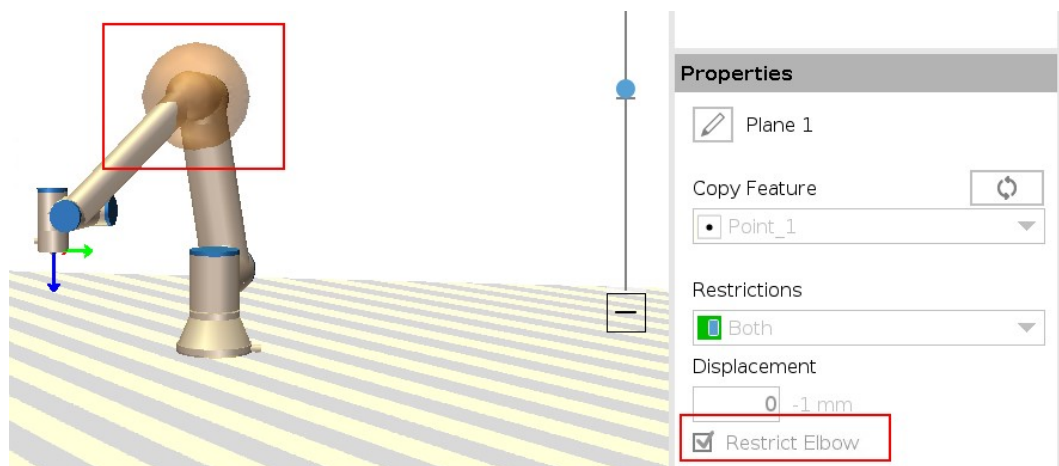 Properties
Plane 1
Copy Feature
Point_1
Restrictions
Both
Displacement
0 -1 mm
Restrict Elbow